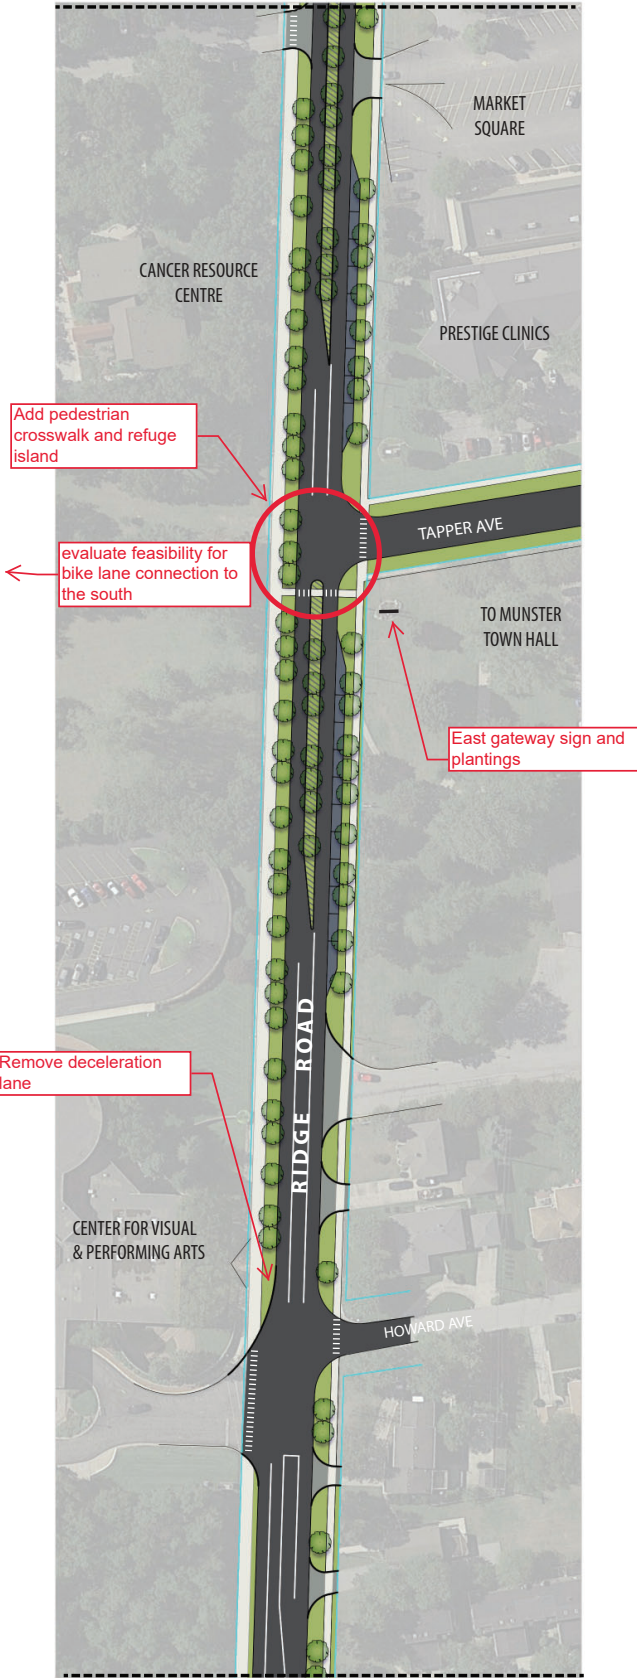 MARKET
SQUARE
CANCER RESOURCE
CENTRE
PRESTIGE CLINICS
Add pedestrian
crosswalk and refuge
island
TAPPER AVE
evaluate feasibility for
bike lane connection to
the south
TO MUNSTER
TOWN HALL
East gateway sign and
plantings
RIDGE ROAD
Remove deceleration
lane
CENTER FOR VISUAL
& PERFORMING ARTS
HOWARD AVE